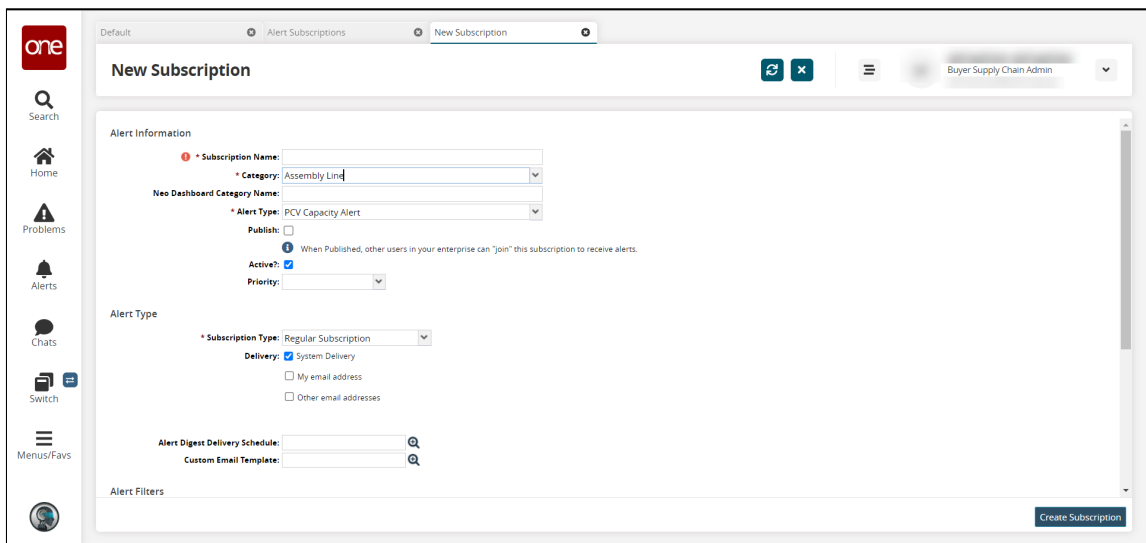 one
Search
Home
Problems
Alerts
Chats
Switch
Menus/Favs
Default
Alert Subscriptions
New Subscription
New Subscription
Buyer Supply Chain Admin
Alert Information
* Subscription Name:
* Category: Assembly Line
Neo Dashboard Category Name:
* Alert Type: PCV Capacity Alert
Publish:
When Published, other users in your enterprise can "join" this subscription to receive alerts.
Active?:
Priority:
Alert Type
* Subscription Type: Regular Subscription
Delivery: System Delivery
My email address
Other email addresses
Alert Digest Delivery Schedule:
Custom Email Template:
Alert Filters
Create Subscription